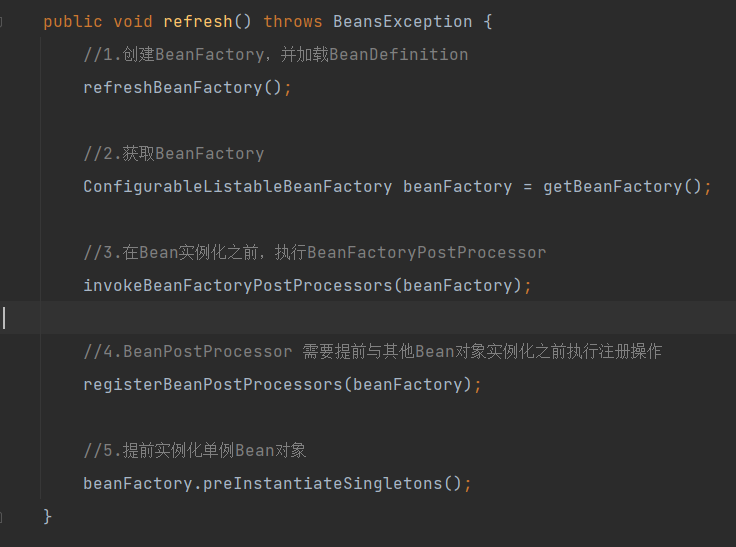 public void refresh() throws BeansException {
//1.创建BeanFactory，并加载BeanDefinition
refreshBeanFactory();
//2.获取BeanFactory
ConfigurableListableBeanFactory beanFactory = getBeanFactory();
//3.在Bean实例化之前，执行BeanFactoryPostProcessor
invokeBeanFactoryPostProcessors(beanFactory);
//4.BeanPostProcessor 需要提前与其他Bean对象实例化之前执行注册操作
registerBeanPostProcessors(beanFactory);
//5.提前实例化单例Bean对象
beanFactory.preInstantiateSingletons();
}